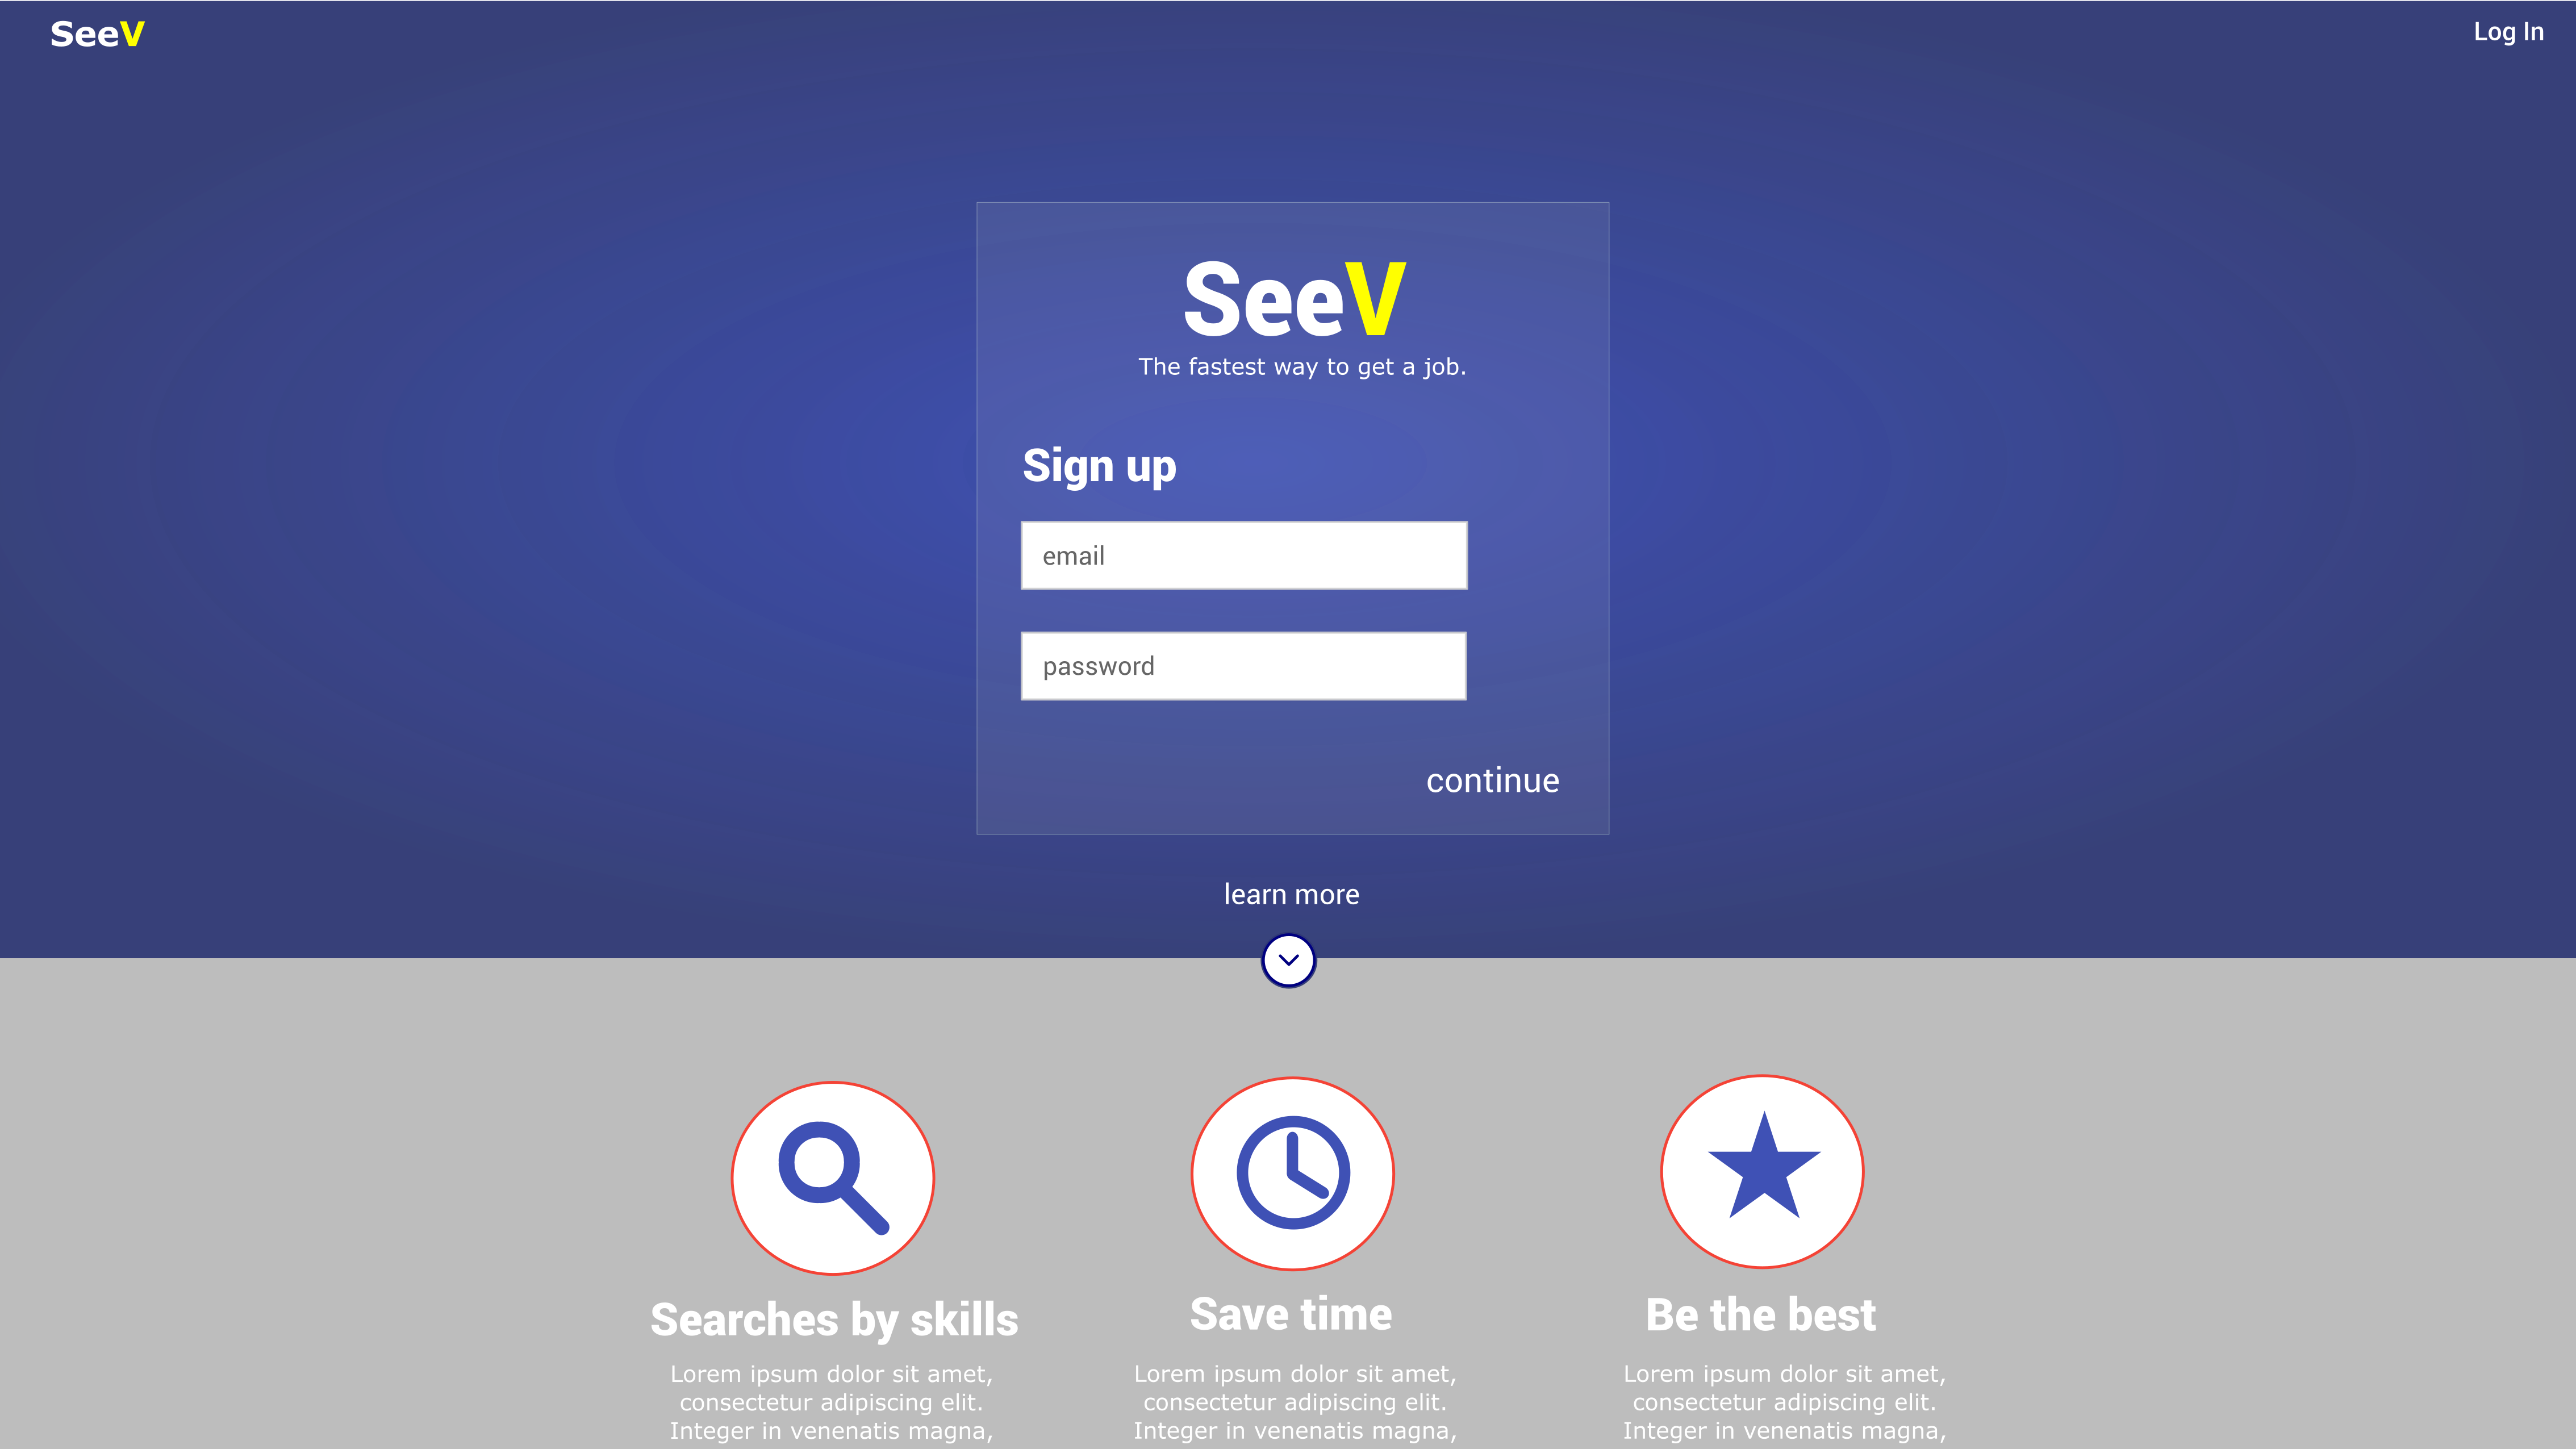 SeeV
Log In
SeeV
The fastest way to get a job.
Sign up
email
password
continue
learn more
Searches by skills
Lorem ipsum dolor sit amet,
consectetur adipiscing elit.
Integer in venenatis magna,
Save time
Lorem ipsum dolor sit amet,
consectetur adipiscing elit.
Integer in venenatis magna,
Be the best
Lorem ipsum dolor sit amet,
consectetur adipiscing elit.
Integer in venenatis magna,